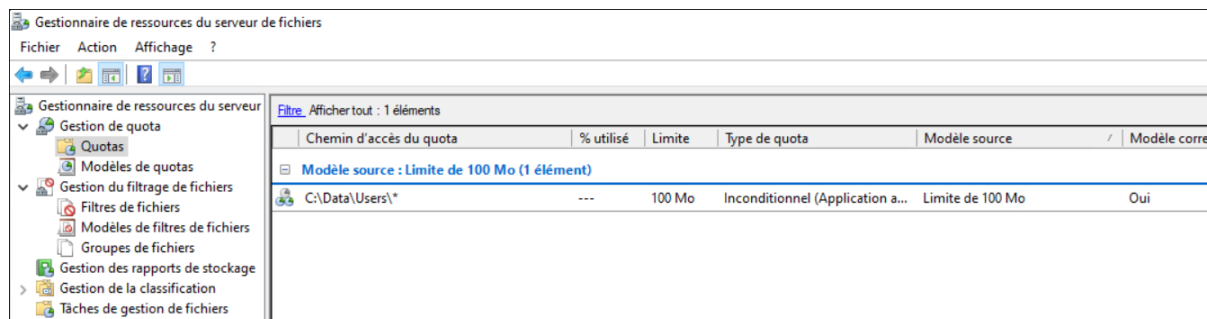 Gestionnaire de ressources du serveur de fichiers
Fichier Action Affichage ?
Gestionnaire de ressources du serveur
Gestion de quota
Quotas
Modèles de quotas
Gestion du filtrage de fichiers
Filtres de fichiers
Modèles de filtres de fichiers
Groupes de fichiers
Gestion des rapports de stockage
Gestion de la classification
Tâches de gestion de fichiers
Filtre Afficher tout : 1 éléments
Chemin d'accès du quota % utilisé Limite Type de quota Modèle source Modèle corre
Modèle source : Limite de 100 Mo (1 élément)
C:\Data\Users\* --- 100 Mo Inconditionnel (Application a... Limite de 100 Mo Oui